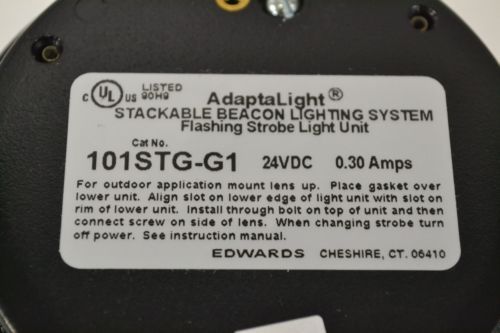 C UL US LISTED
90H9
AdaptaLight®
STACKABLE BEACON LIGHTING SYSTEM
Flashing Strobe Light Unit
Cat No.
101STG-G1 24VDC 0.30 Amps
For outdoor application mount lens up. Place gasket over
lower unit. Align slot on lower edge of light unit with slot on
rim of lower unit. Install through bolt on top of unit and then
connect screw on side of lens. When changing strobe turn
off power. See instruction manual.
EDWARDS CHESHIRE, CT. 06410